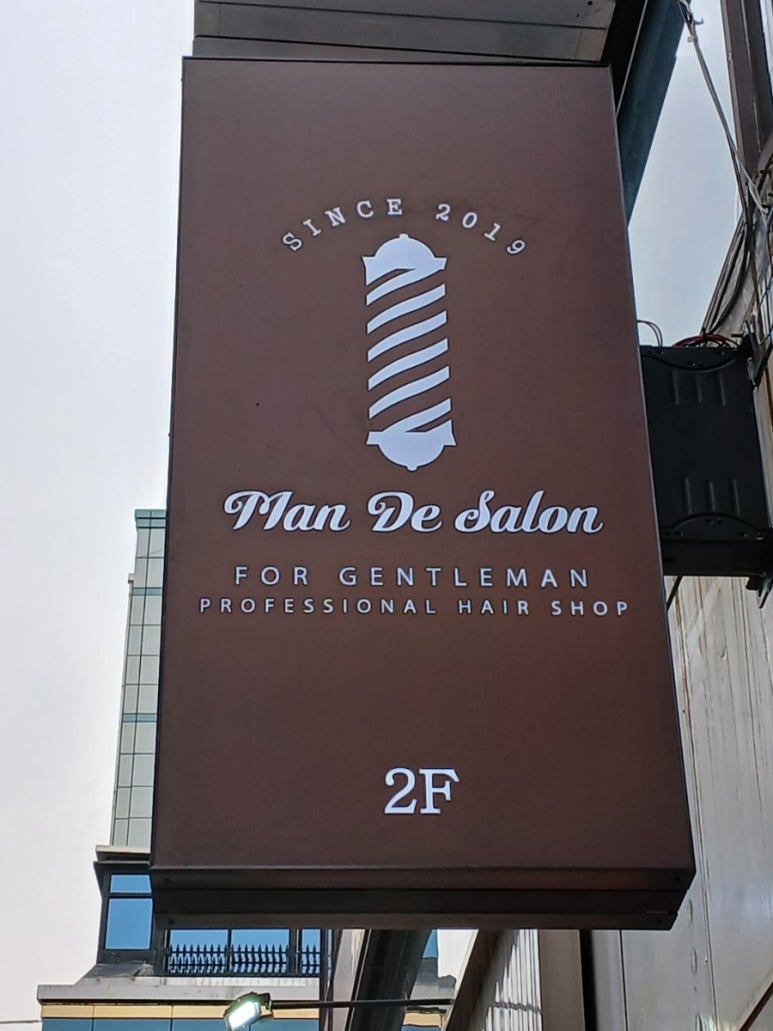 SINCE 2019
Man De Salon
FOR GENTLEMAN
PROFESSIONAL HAIR SHOP
2F